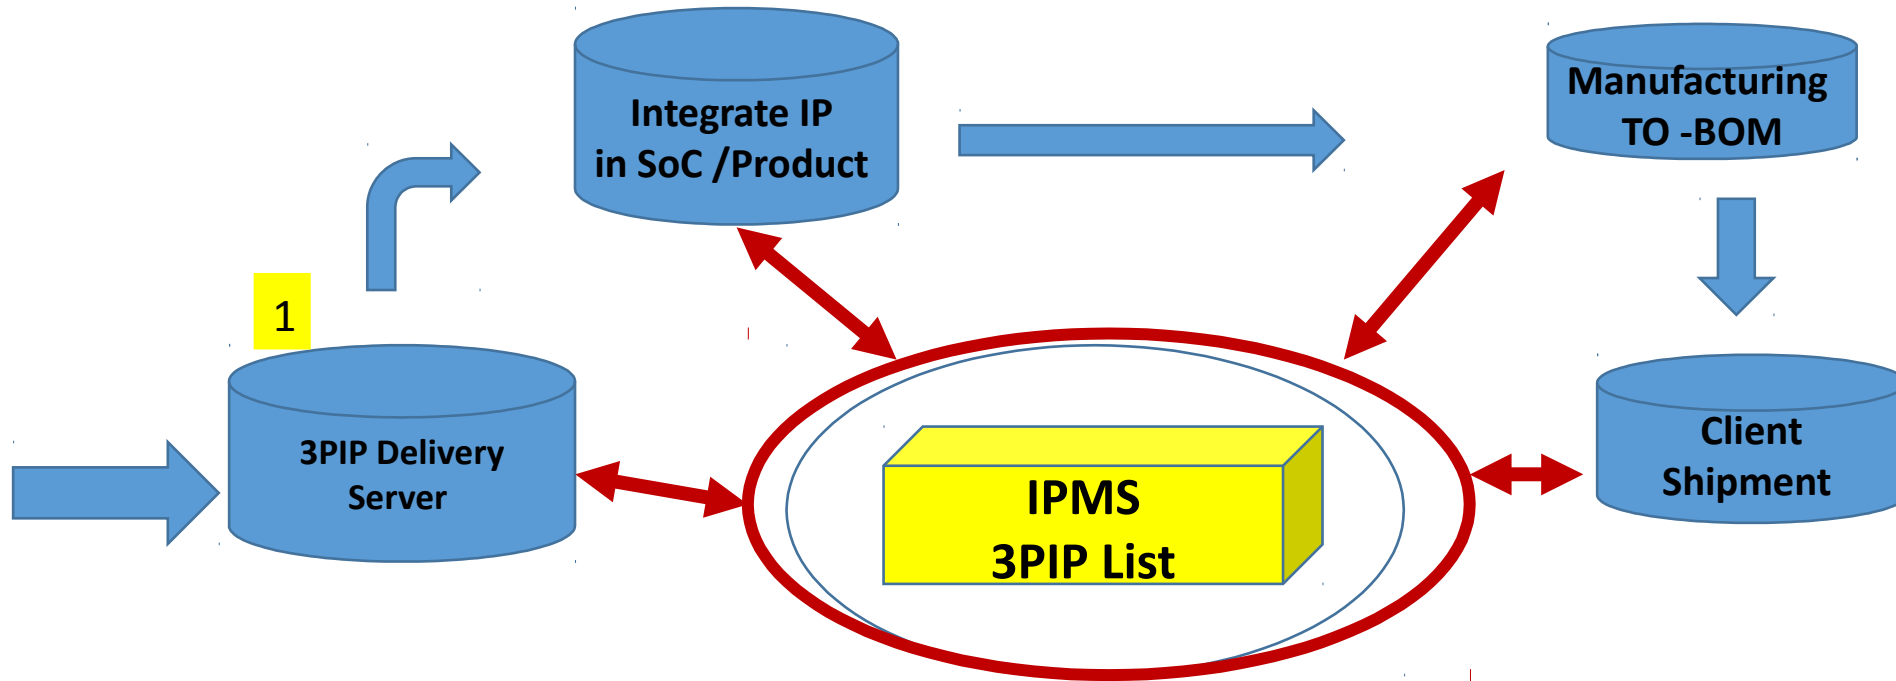 Integrate IP
in SoC /Product
Manufacturing
TO -BOM
1
3PIP Delivery
Server
IPMS
3PIP List
Client
Shipment